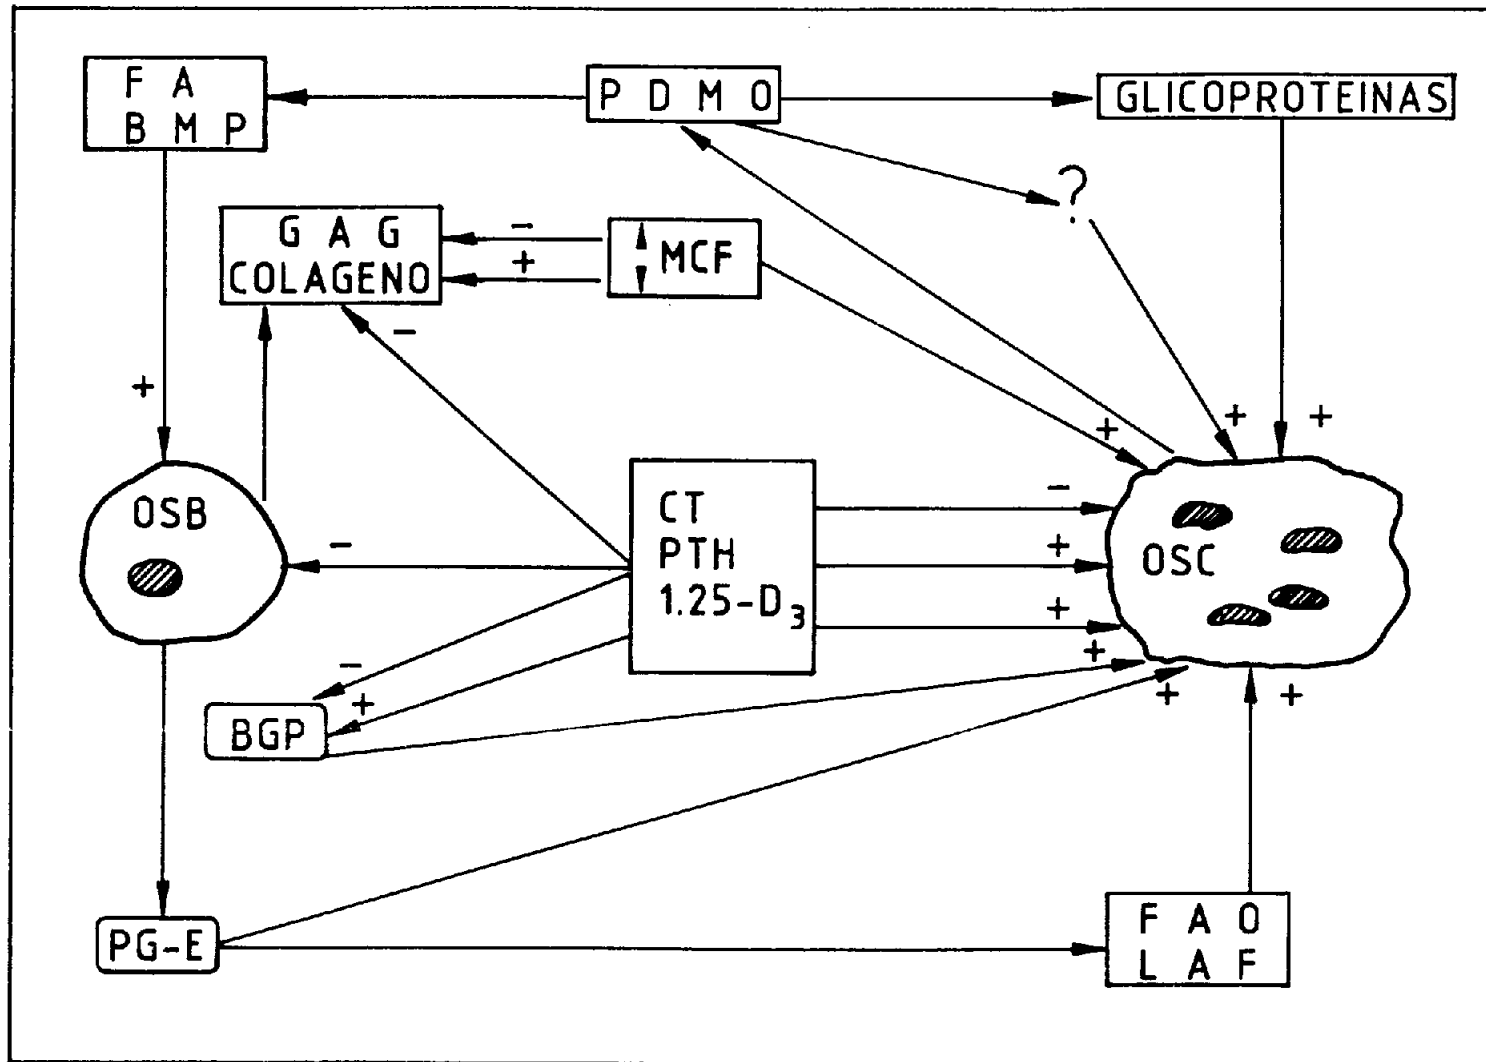 F A
B M P
P D M O
GLICOPROTEINAS
?
G A G
COLAGENO
-
+
MCF
-
+
+
+
+
OSB
-
CT
PTH
1.25-D3
-
+
+
OSC
-
+
BGP
+
+
+
PG-E
F A O
L A F